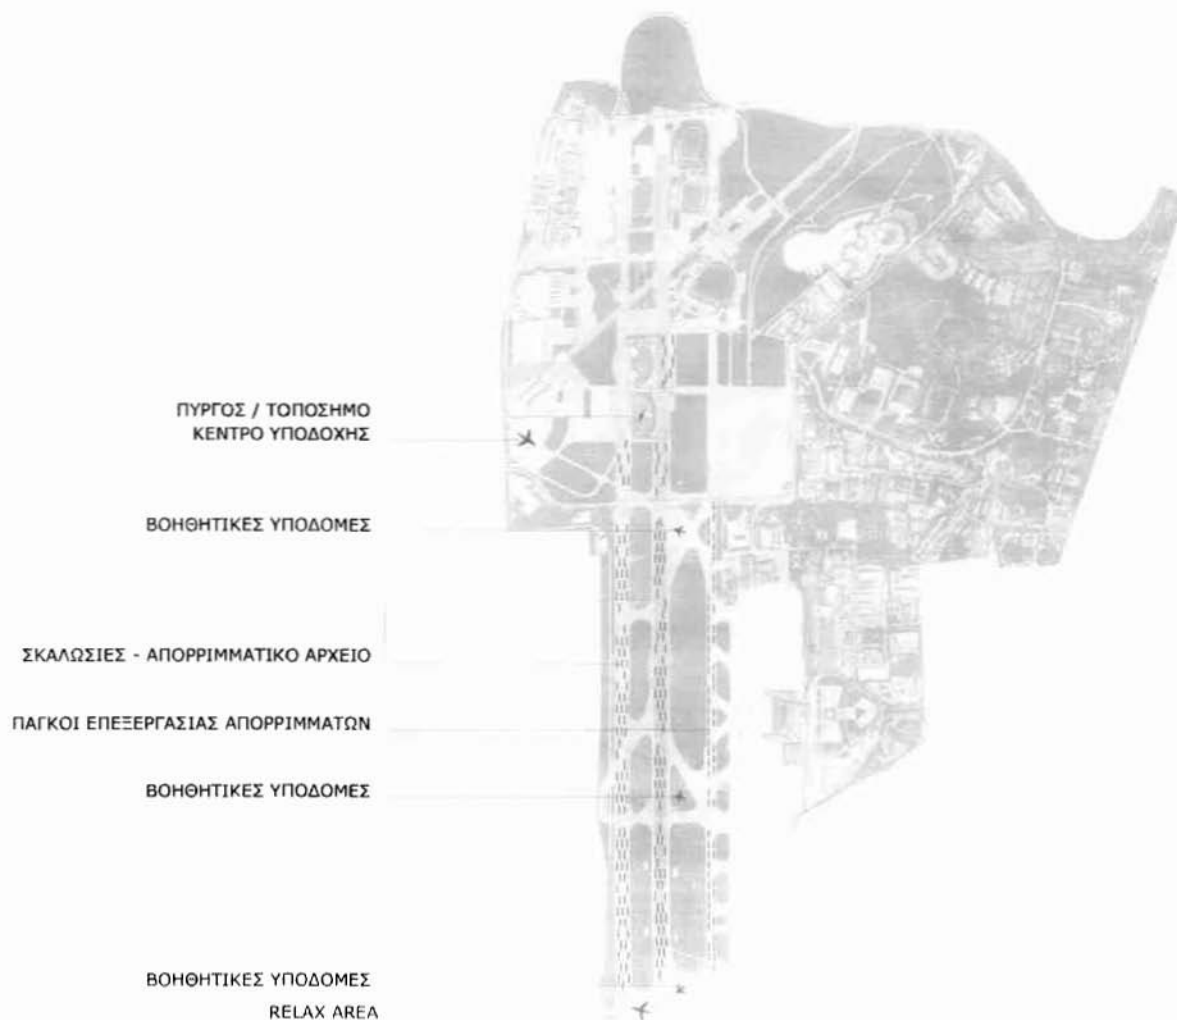 ΠΥΡΓΟΣ / ΤΟΠΟΣΗΜΟ
ΚΕΝΤΡΟ ΥΠΟΔΟΧΗΣ
ΒΟΗΘΗΤΙΚΕΣ ΥΠΟΔΟΜΕΣ
ΣΚΑΛΩΣΙΕΣ - ΑΠΟΡΡΙΜΜΑΤΙΚΟ ΑΡΧΕΙΟ
ΠΑΓΚΟΙ ΕΠΕΞΕΡΓΑΣΙΑΣ ΑΠΟΡΡΙΜΜΑΤΩΝ
ΒΟΗΘΗΤΙΚΕΣ ΥΠΟΔΟΜΕΣ
ΒΟΗΘΗΤΙΚΕΣ ΥΠΟΔΟΜΕΣ
RELAX AREA